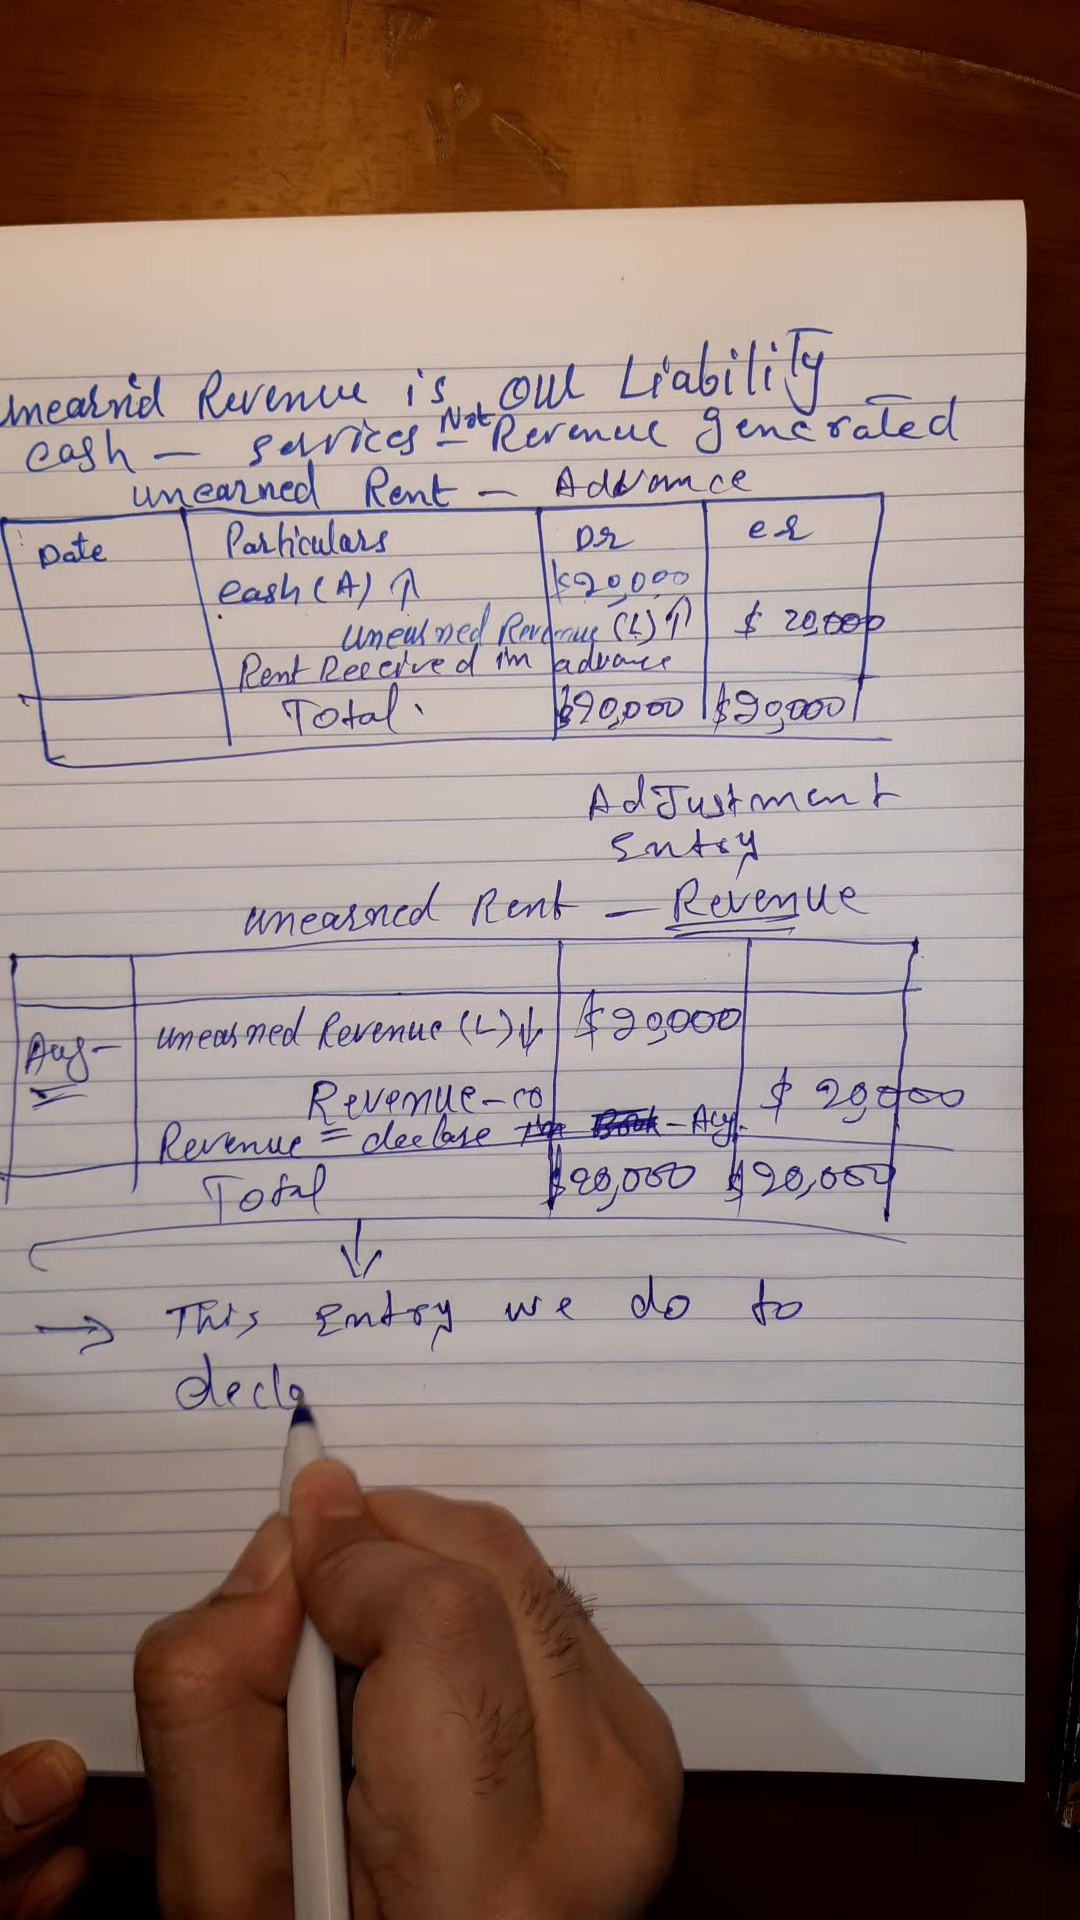 unearnd Revenue is our Liability
cash — services Not Revenue generated
unearned Rent — Advance
Date Particulars Dr cr
cash (A) ↑ $20,000
unearned Revenue (L) ↑ $ 20,000
Rent Received in advance
Total. $20,000 $20,000
AdJustment
Entry
unearned Rent — Revenue
Aug- unearned Revenue (L) ↓ $20,000
Revenue - co $ 20,000
Revenue = declare in - Aug.
Total $20,000 $20,000
↓
→ This Entry we do to
decla